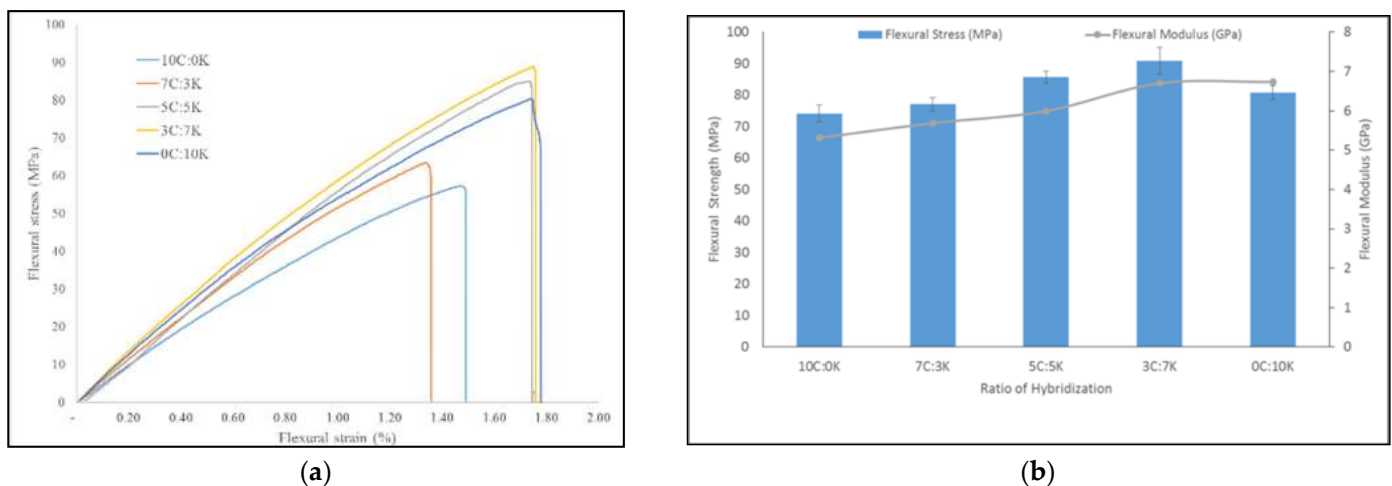 100
90
80
70
60
50
40
30
20
10
0
Flexural stress (MPa)
10C:0K
7C:3K
5C:5K
3C:7K
0C:10K
- 0.20 0.40 0.60 0.80 1.00 1.20 1.40 1.60 1.80 2.00
Flexural strain (%)
(a)
Flexural Stress (MPa) Flexural Modulus (GPa)
100
90
80
70
60
50
40
30
20
10
0
Flexural Strength (MPa)
8
7
6
5
4
3
2
1
0
Flexural Modulus (GPa)
10C:0K 7C:3K 5C:5K 3C:7K 0C:10K
Ratio of Hybridization
(b)